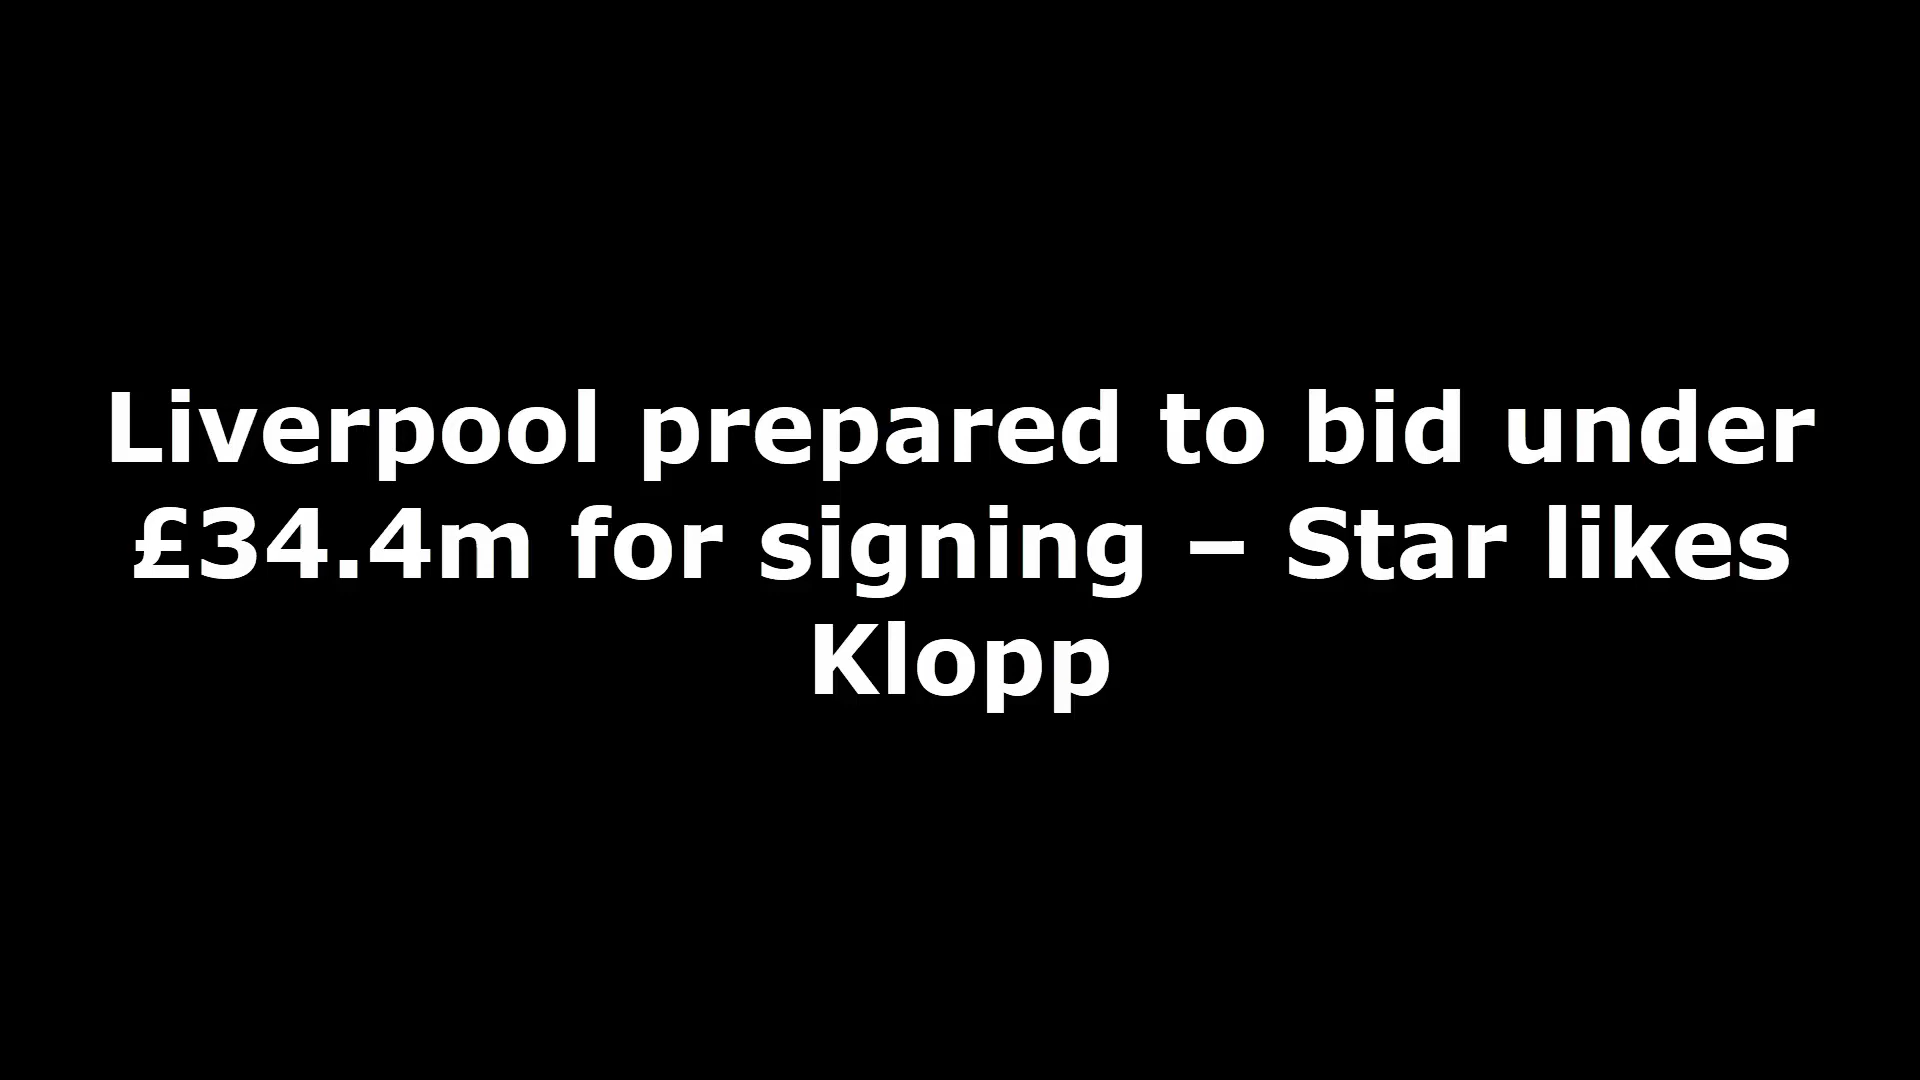 Liverpool prepared to bid under
£34.4m for signing – Star likes
Klopp